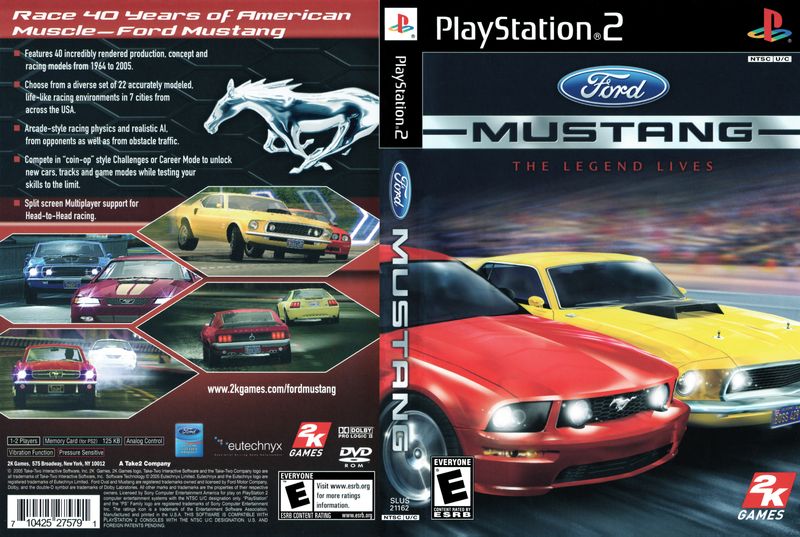 Race 40 Years of American
Muscle—Ford Mustang
Features 40 incredibly rendered production, concept and
racing models from 1964 to 2005.
Choose from a diverse set of 22 accurately modeled,
life-like racing environments in 7 cities from
across the USA.
Arcade-style racing physics and realistic AI,
from opponents as well as from obstacle traffic.
Compete in "coin-op" style Challenges or Career Mode to unlock
new cars, tracks and game modes while testing your
skills to the limit.
Split screen Multiplayer support for
Head-to-Head racing.
www.2kgames.com/fordmustang
1-2 Players
Memory Card (for PS2) 125 KB
Analog Control
Vibration Function
Pressure Sensitive
Ford
eutechnyx
2K
GAMES
DOLBY
PRO LOGIC II
DVD
ROM
2K Games, 575 Broadway, New York, NY 10012
A Take2 Company
7 10425 27579 1
EVERYONE
E
ESRB CONTENT RATING
Visit www.esrb.org
for more ratings
information.
www.esrb.org
PlayStation®2
Ford
MUSTANG
SLUS
21162
NTSC U/C
PlayStation®2
NTSC U/C
Ford
MUSTANG
THE LEGEND LIVES
EVERYONE
E
CONTENT RATED BY
ESRB
2K
GAMES